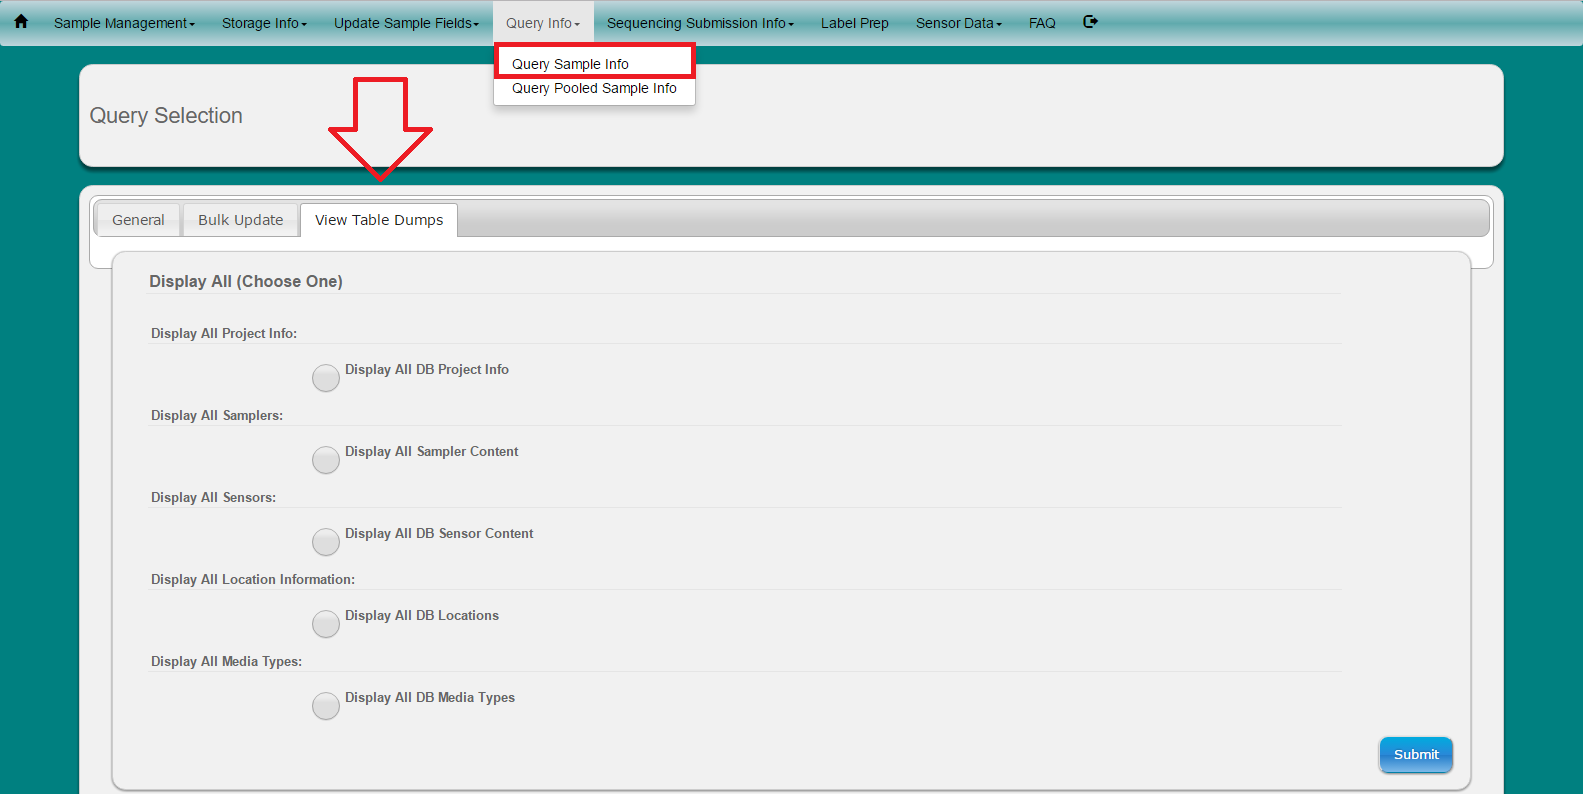 Sample Management Storage Info Update Sample Fields Query Info Sequencing Submission Info Label Prep Sensor Data FAQ
Query Sample Info
Query Pooled Sample Info
Query Selection
General Bulk Update View Table Dumps
Display All (Choose One)
Display All Project Info:
Display All DB Project Info
Display All Samplers:
Display All Sampler Content
Display All Sensors:
Display All DB Sensor Content
Display All Location Information:
Display All DB Locations
Display All Media Types:
Display All DB Media Types
Submit